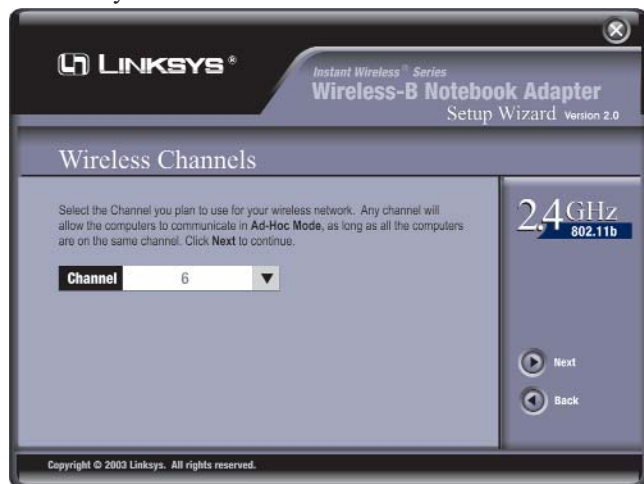 LINKSYS®
Instant Wireless® Series
Wireless-B Notebook Adapter
Setup Wizard Version 2.0
Wireless Channels
Select the Channel you plan to use for your wireless network. Any channel will
allow the computers to communicate in Ad-Hoc Mode, as long as all the computers
are on the same channel. Click Next to continue.
Channel 6
2.4GHz
802.11b
Next
Back
Copyright © 2003 Linksys. All rights reserved.